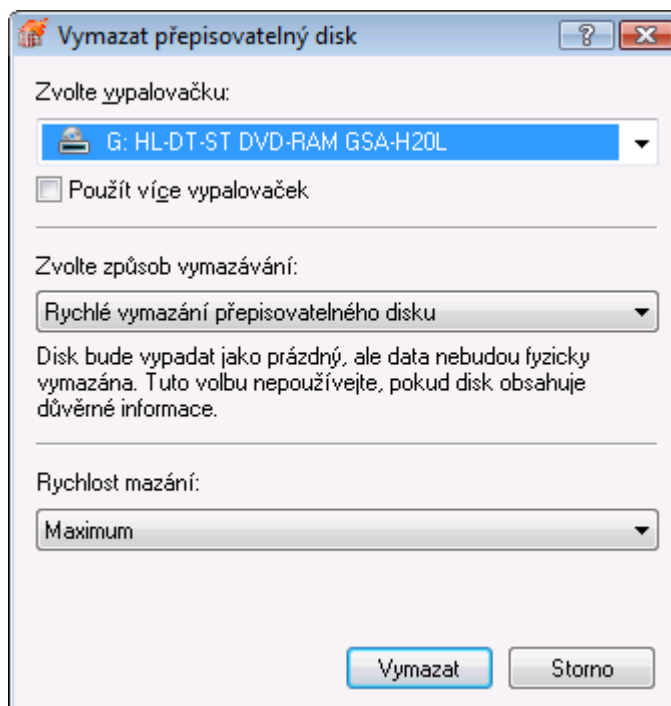 Vymazat přepisovatelný disk
Zvolte vypalovačku:
G: HL-DT-ST DVD-RAM GSA-H20L
Použít více vypalovaček
Zvolte způsob vymazávání:
Rychlé vymazání přepisovatelného disku
Disk bude vypadat jako prázdný, ale data nebudou fyzicky
vymazána. Tuto volbu nepoužívejte, pokud disk obsahuje
důvěrné informace.
Rychlost mazání:
Maximum
Vymazat Storno